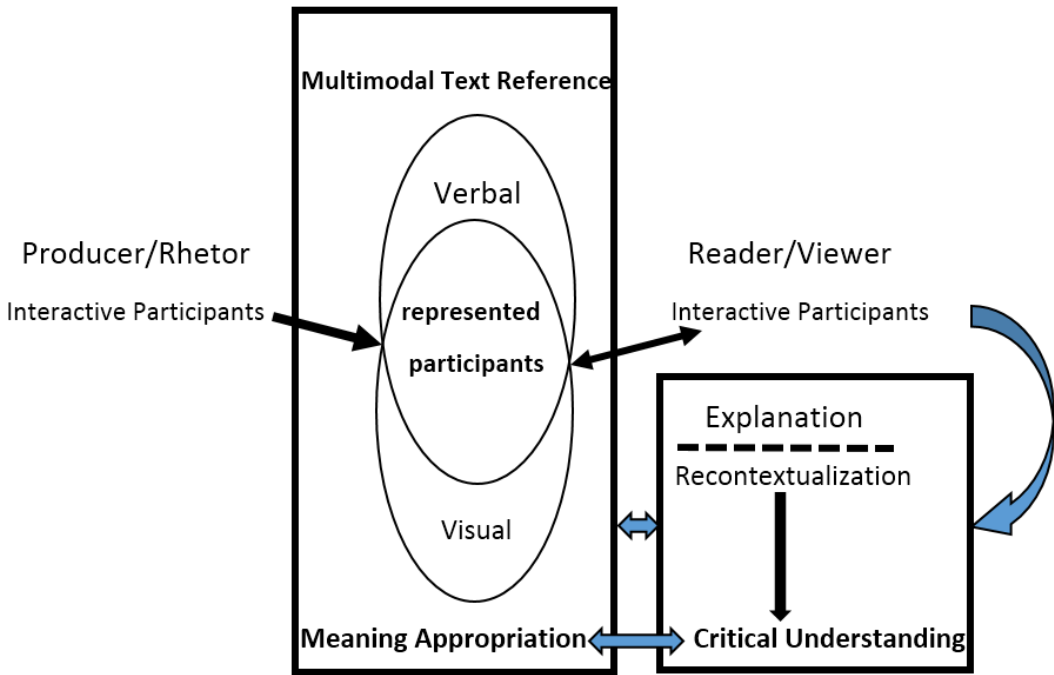 Multimodal Text Reference
Verbal
Producer/Rhetor
Interactive Participants
represented
participants
Visual
Meaning Appropriation
Reader/Viewer
Interactive Participants
Explanation
Recontextualization
Critical Understanding